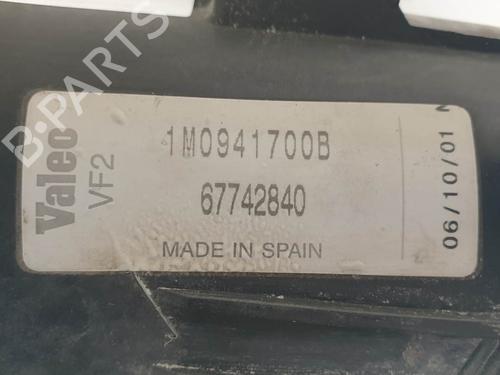 Valeo
VF2
1M0941700B
67742840
MADE IN SPAIN
06/10/01
B-PARTS